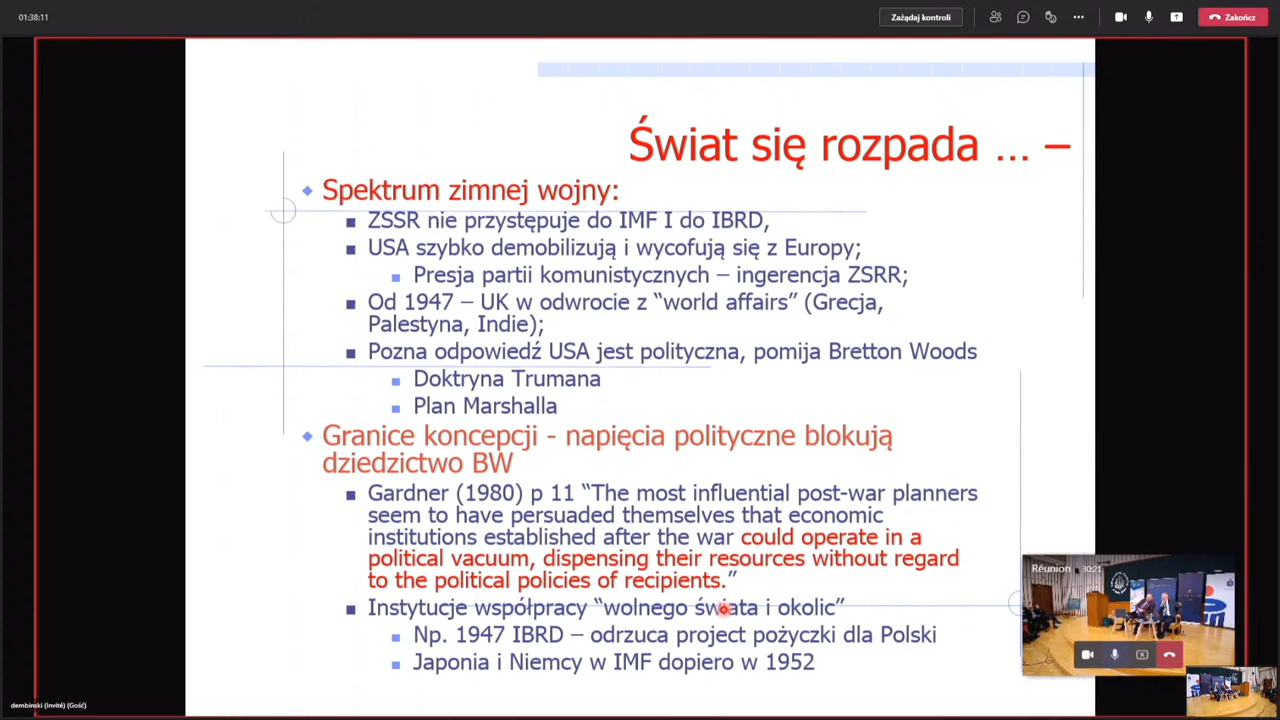 01:38:11
Zażądaj kontroli
Zakończ
Świat się rozpada … –
Spektrum zimnej wojny:
ZSSR nie przystępuje do IMF I do IBRD,
USA szybko demobilizują i wycofują się z Europy;
Presja partii komunistycznych – ingerencja ZSRR;
Od 1947 – UK w odwrocie z “world affairs” (Grecja,
Palestyna, Indie);
Pozna odpowiedź USA jest polityczna, pomija Bretton Woods
Doktryna Trumana
Plan Marshalla
Granice koncepcji - napięcia polityczne blokują
dziedzictwo BW
Gardner (1980) p 11 “The most influential post-war planners
seem to have persuaded themselves that economic
institutions established after the war could operate in a
political vacuum, dispensing their resources without regard
to the political policies of recipients.”
Instytucje współpracy “wolnego świata i okolic”
Np. 1947 IBRD – odrzuca project pożyczki dla Polski
Japonia i Niemcy w IMF dopiero w 1952
Réunion 30:21
dembinski (Invité) (Gość)